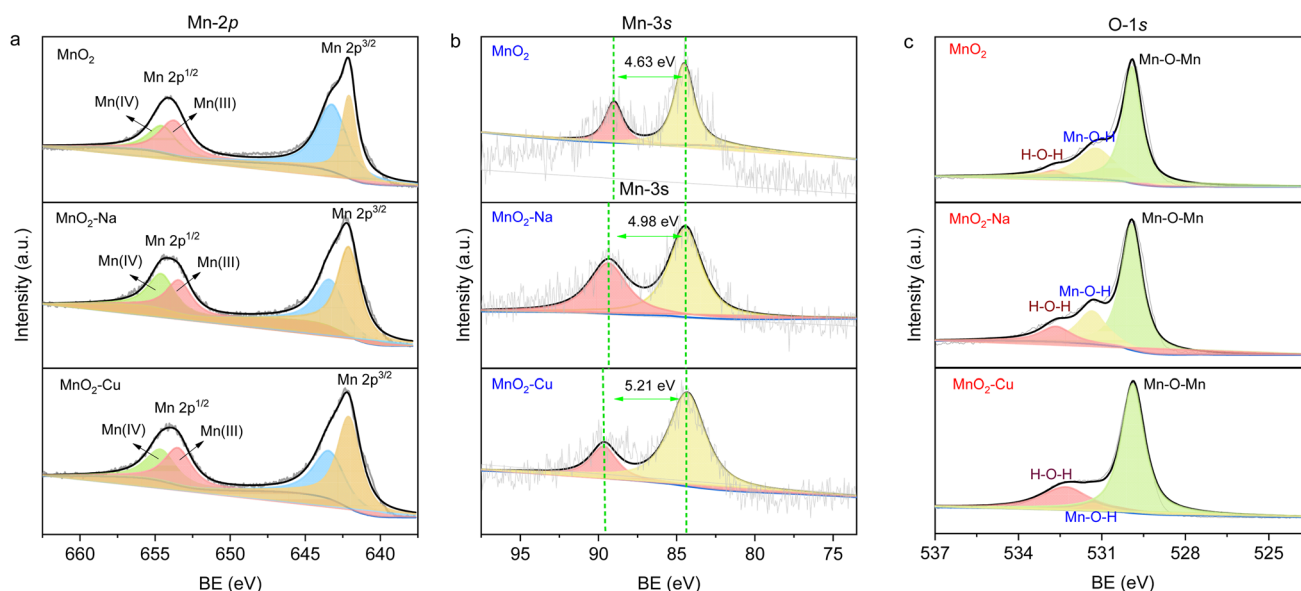 Mn-2p
a
MnO2
Mn 2p3/2
Mn 2p1/2
Mn(IV)
Mn(III)
MnO2-Na
Mn 2p3/2
Mn 2p1/2
Mn(IV)
Mn(III)
MnO2-Cu
Mn 2p3/2
Mn 2p1/2
Mn(IV)
Mn(III)
Intensity (a.u.)
660 655 650 645 640
BE (eV)
Mn-3s
b
MnO2
4.63 eV
Mn-3s
MnO2-Na
4.98 eV
MnO2-Cu
5.21 eV
Intensity (a.u.)
95 90 85 80 75
BE (eV)
O-1s
c
MnO2
Mn-O-Mn
Mn-O-H
H-O-H
MnO2-Na
Mn-O-Mn
Mn-O-H
H-O-H
MnO2-Cu
Mn-O-Mn
H-O-H
Mn-O-H
Intensity (a.u.)
537 534 531 528 525
BE (eV)